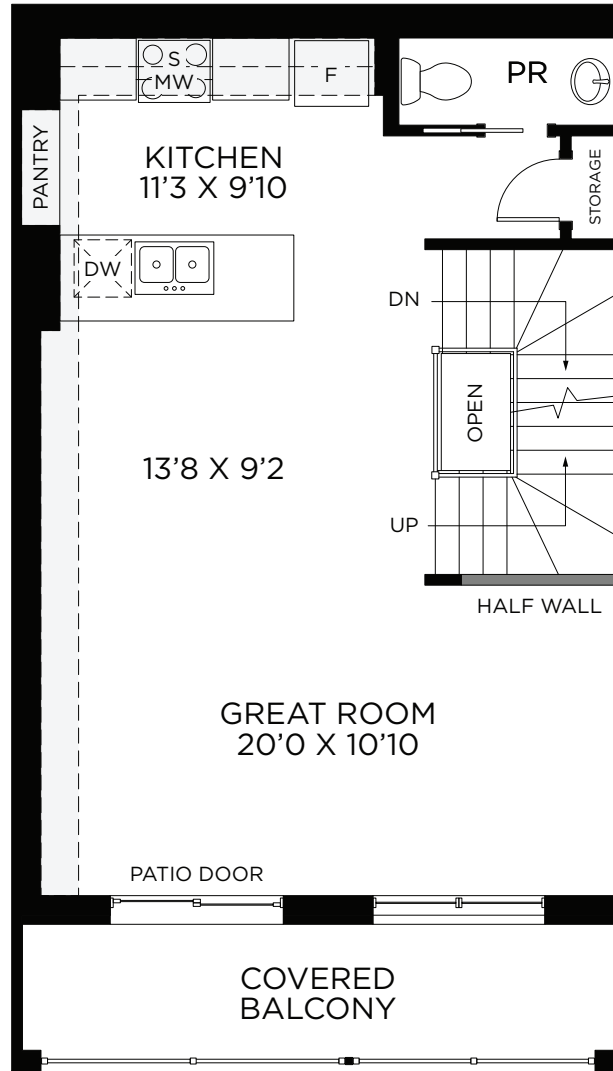 S
MW
F
PR
PANTRY
KITCHEN
11'3 X 9'10
STORAGE
DW
DN
OPEN
13'8 X 9'2
UP
HALF WALL
GREAT ROOM
20'0 X 10'10
PATIO DOOR
COVERED
BALCONY